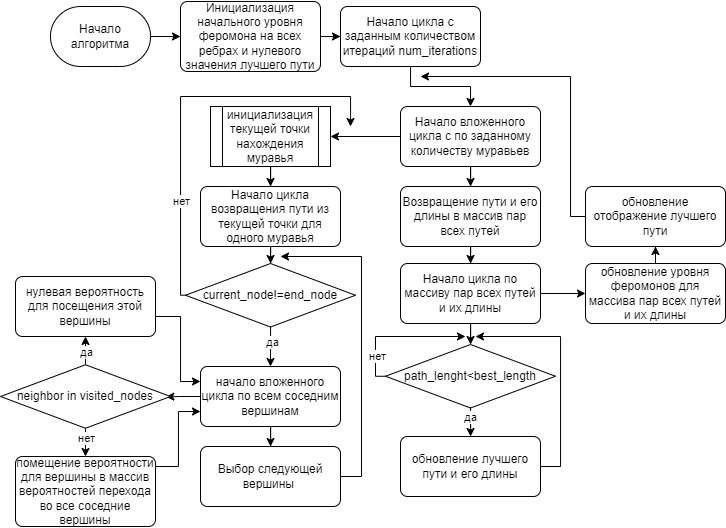 Начало
алгоритма
Инициализация
начального уровня
феромона на всех
ребрах и нулевого
значения лучшего пути
Начало цикла с
заданным количеством
итераций num_iterations
инициализация
текущей точки
нахождения
муравья
Начало вложенного
цикла с по заданному
количеству муравьев
нет
Начало цикла
возвращения пути из
текущей точки для
одного муравья
Возвращение пути и его
длины в массив пар
всех путей
обновление
отображение лучшего
пути
current_node!=end_node
Начало цикла по
массиву пар всех путей
и их длины
обновление уровня
феромонов для
массива пар всех путей
и их длины
нулевая вероятность
для посещения этой
вершины
да
да
нет
path_lenght<best_length
neighbor in visited_nodes
начало вложенного
цикла по всем соседним
вершинам
да
нет
помещение вероятности
для вершины в массив
вероятностей перехода
во все соседние
вершины
Выбор следующей
вершины
обновление лучшего
пути и его длины